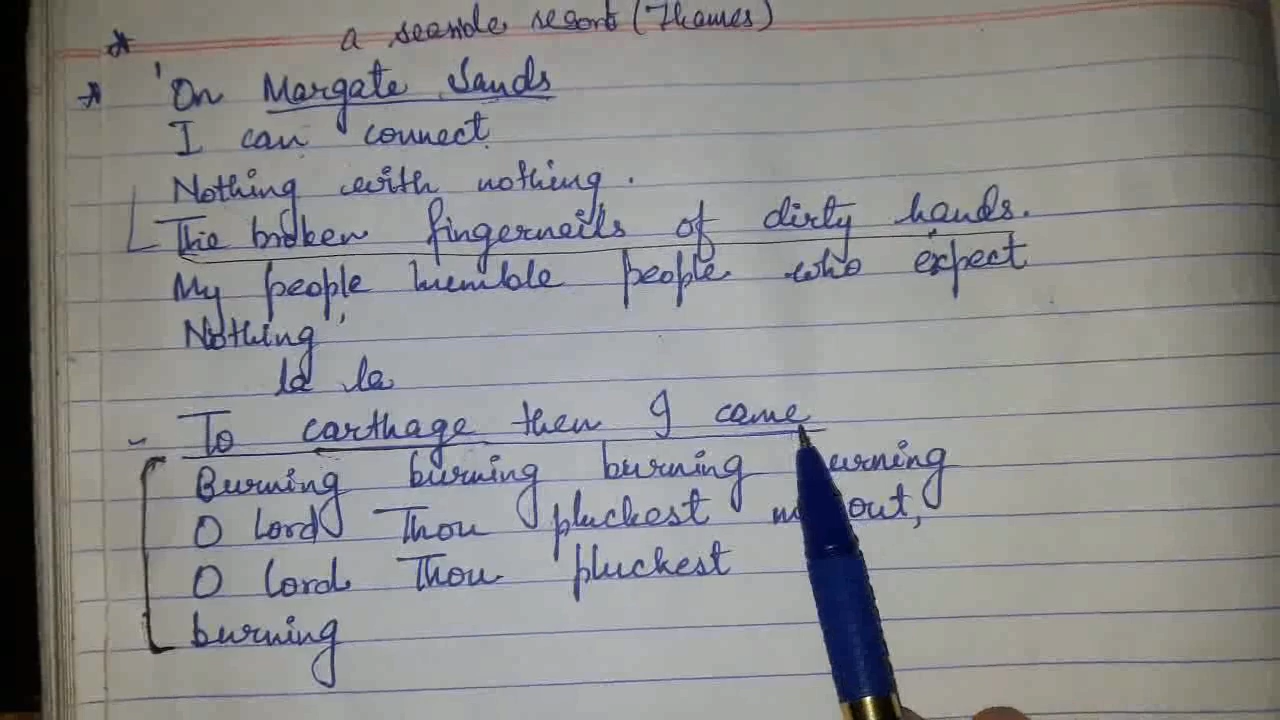 a seaside resort (Thames)
'On Margate Sands
I can connect
Nothing with nothing.
The broken fingerneils of dirty hands.
My people humble people who expect
Nothing'
la la
To carthage then I came
Burning burning burning urning
O Lord Thou pluckest out,
O lord Thou pluckest
burning